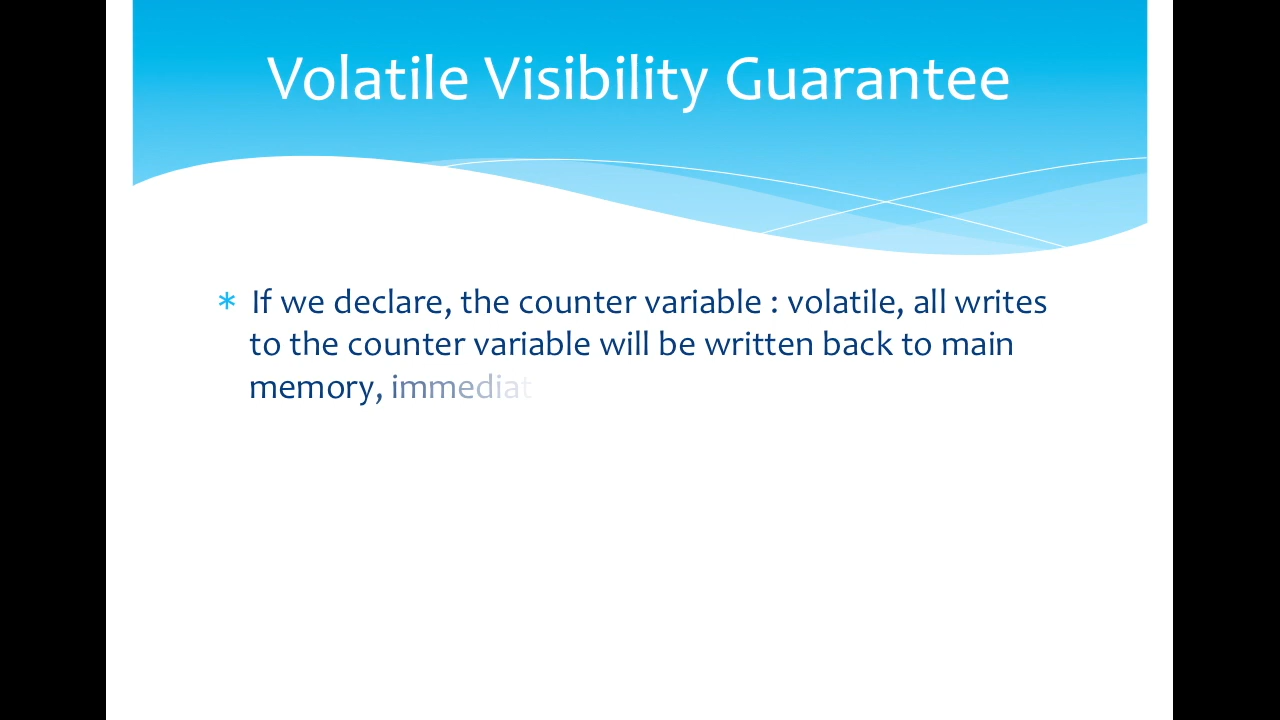 Volatile Visibility Guarantee
* If we declare, the counter variable : volatile, all writes
to the counter variable will be written back to main
memory, immediat